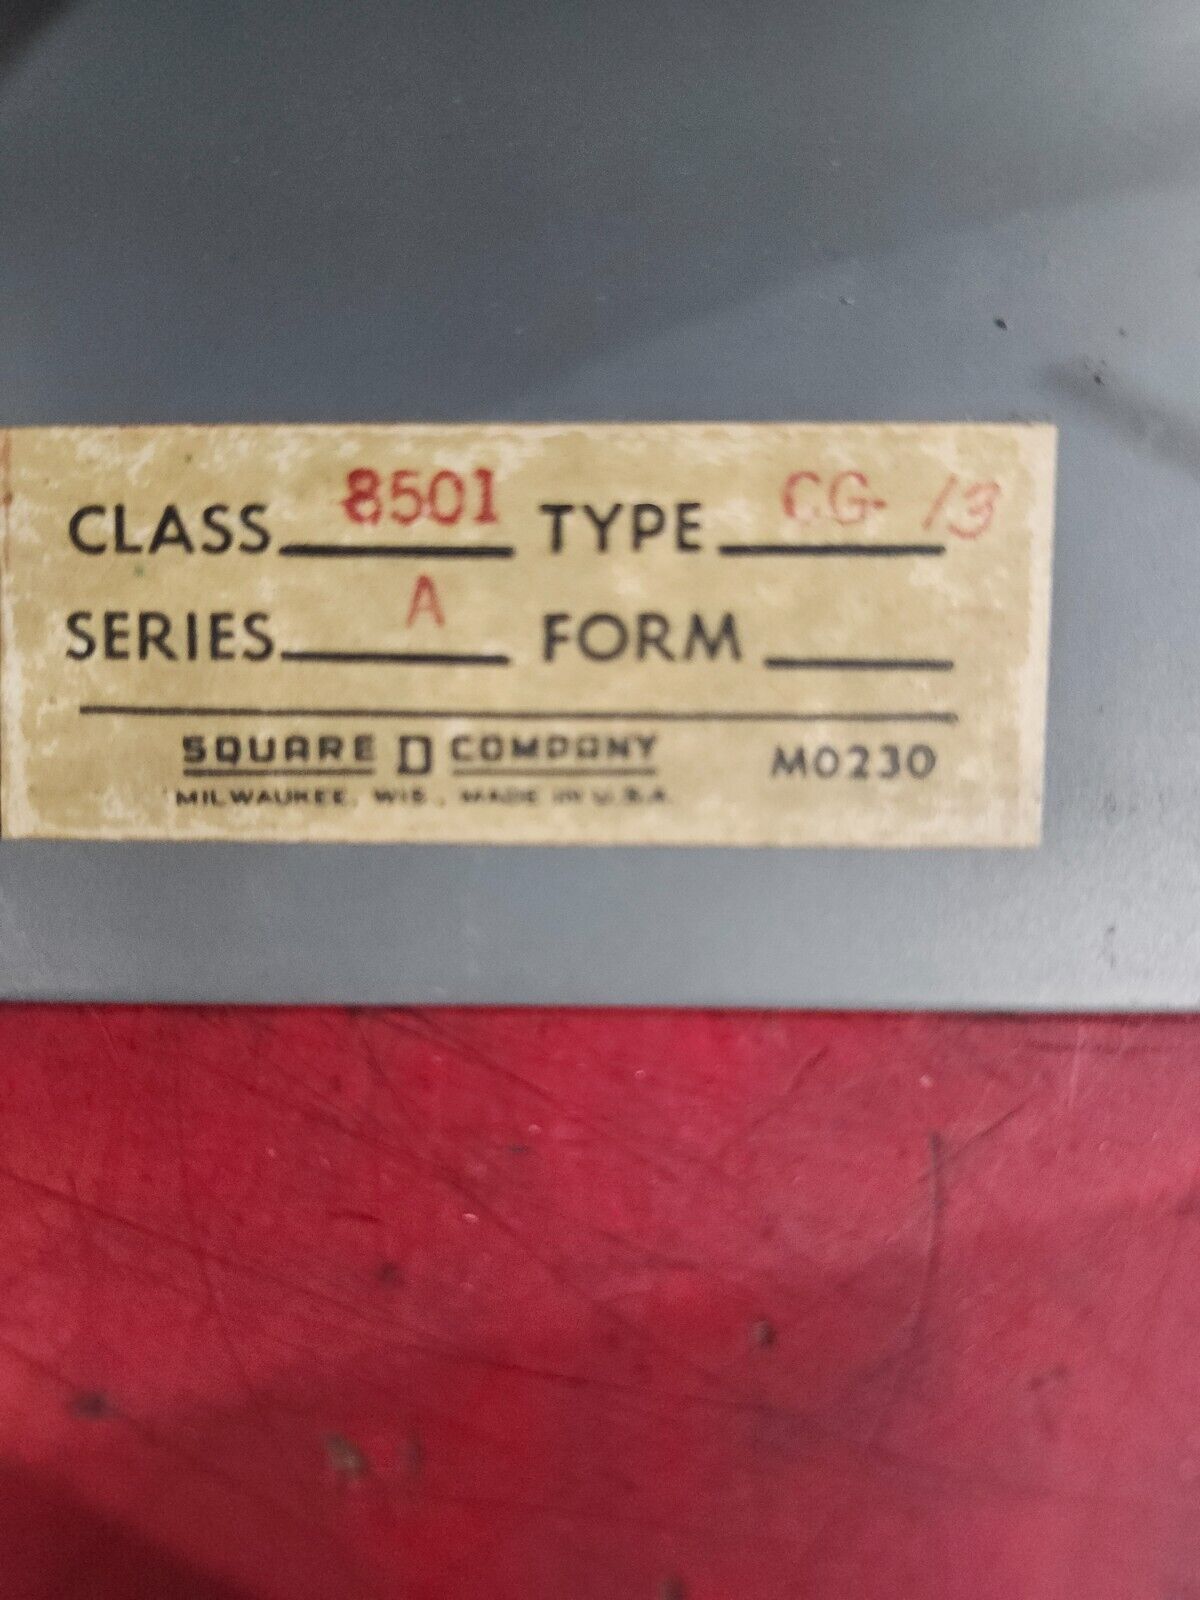 CLASS 8501 TYPE CG-13
SERIES A FORM
SQUARE D COMPANY M0230
MILWAUKEE, WIS., MADE IN U.S.A.